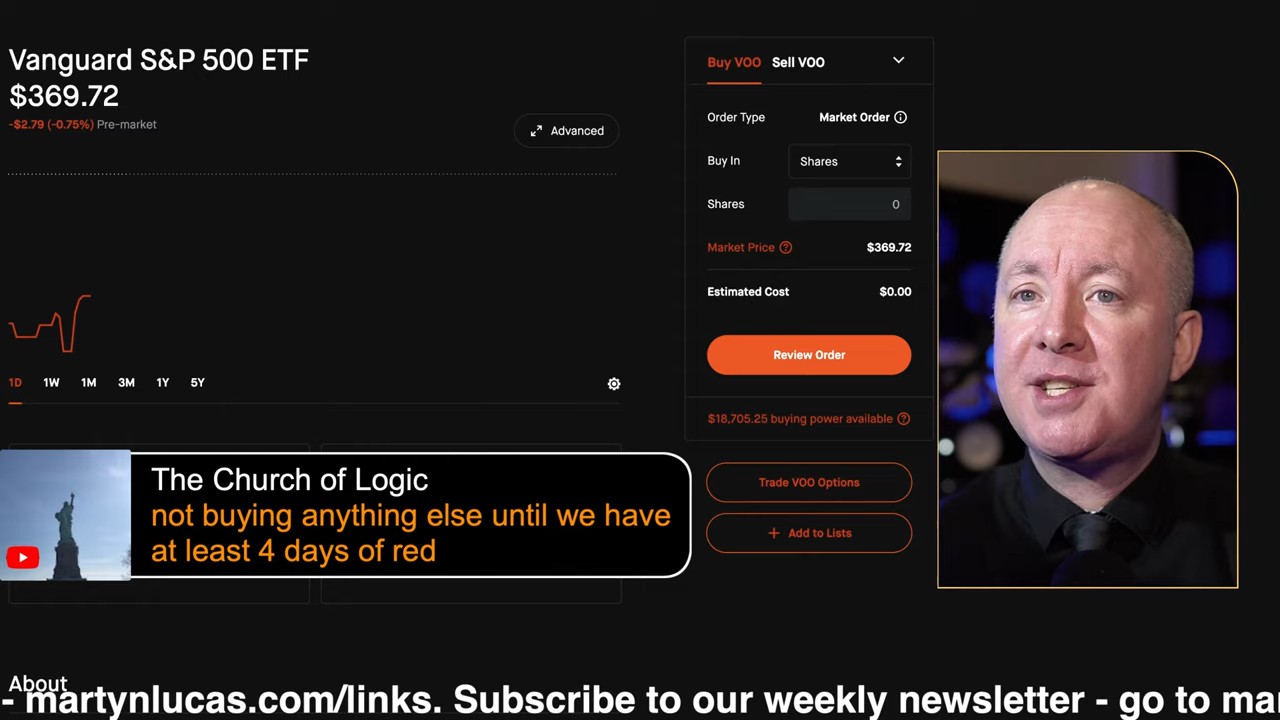 Vanguard S&P 500 ETF
$369.72
-$2.79 (-0.75%) Pre-market
Advanced
1D 1W 1M 3M 1Y 5Y
Buy VOO Sell VOO
Order Type Market Order
Buy In Shares
Shares 0
Market Price $369.72
Estimated Cost $0.00
Review Order
$18,705.25 buying power available
Trade VOO Options
+ Add to Lists
The Church of Logic
not buying anything else until we have
at least 4 days of red
About
- martynlucas.com/links. Subscribe to our weekly newsletter - go to